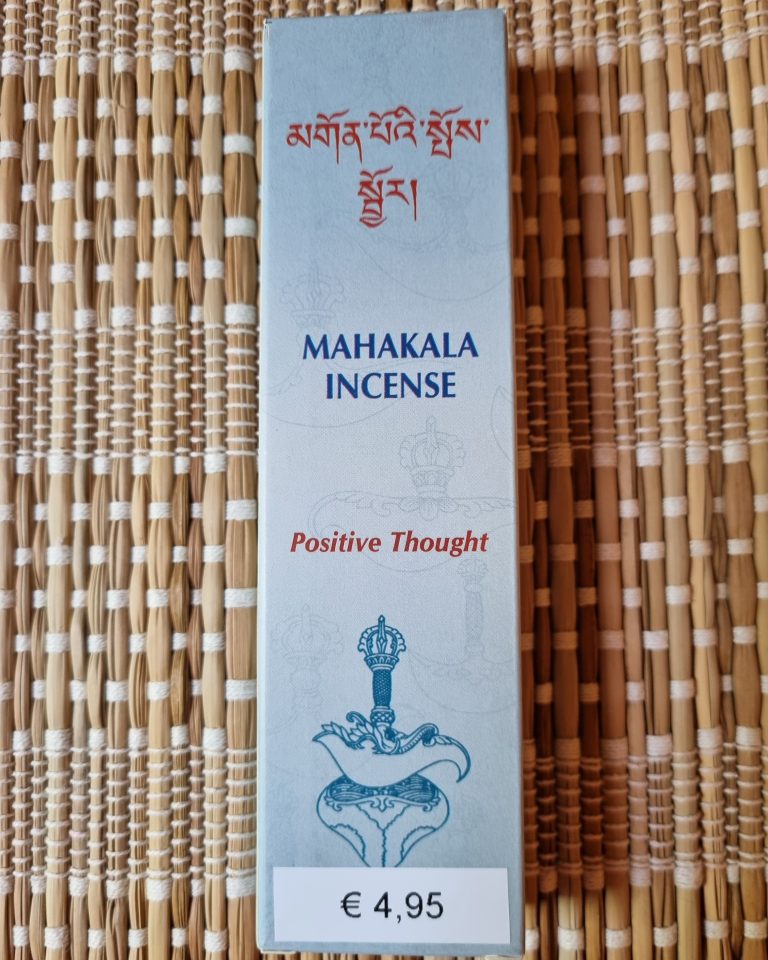 མགོན་པོའི་སྤོས་
སྦྱོར།
MAHAKALA
INCENSE
Positive Thought
€ 4,95